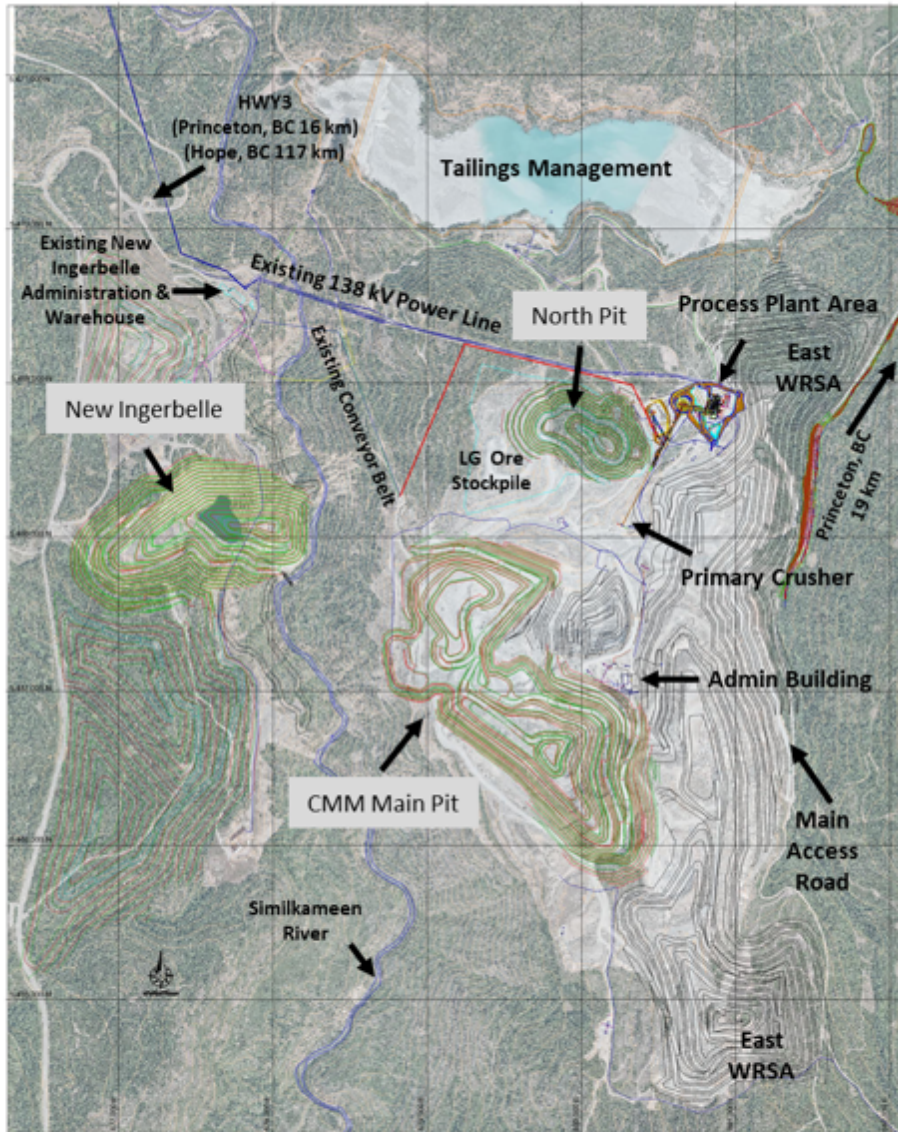 HWY3
(Princeton, BC 16 km)
(Hope, BC 117 km)
Tailings Management
Existing New
Ingerbelle
Administration &
Warehouse
Existing 138 kV Power Line
North Pit
Process Plant Area
East
WRSA
New Ingerbelle
Existing Conveyor Belt
LG Ore
Stockpile
Princeton, BC
19 km
Primary Crusher
Admin Building
CMM Main Pit
Main
Access
Road
Similkameen
River
East
WRSA